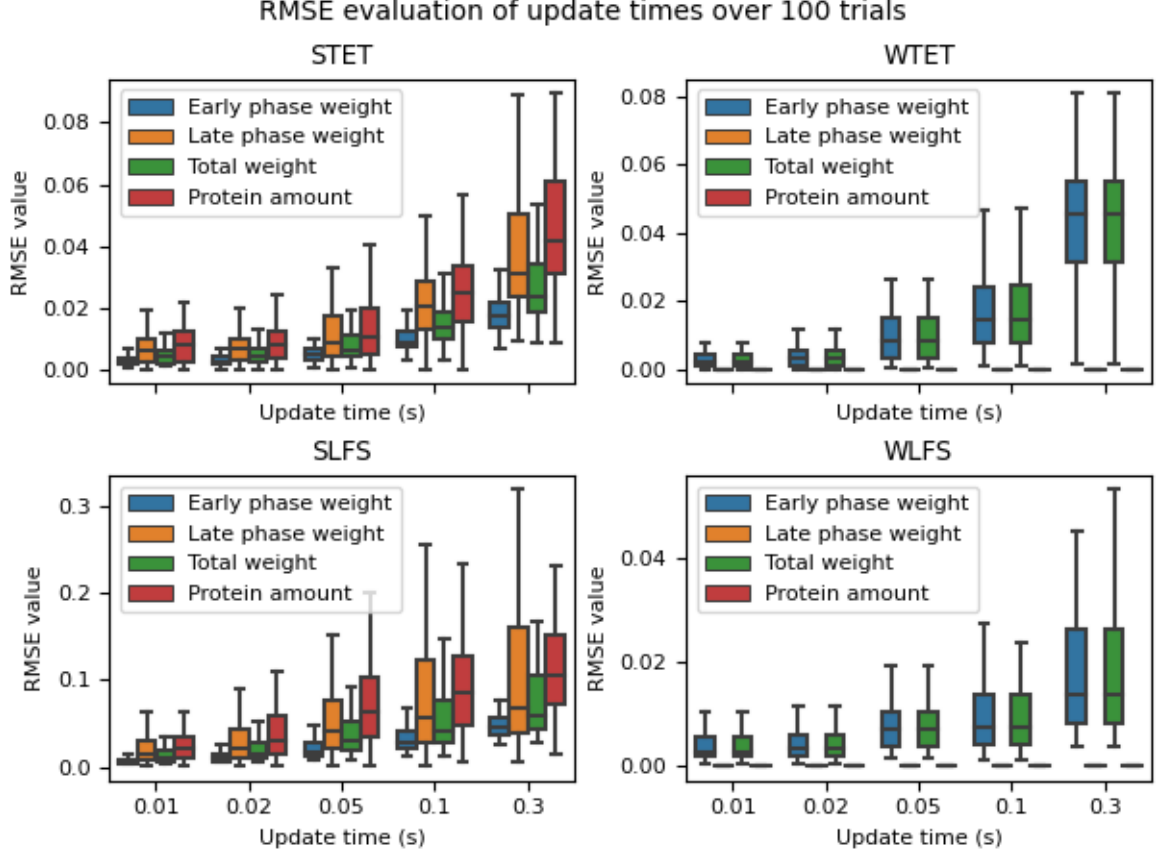 RMSE evaluation of update times over 100 trials
STET
RMSE value
0.08
0.06
0.04
0.02
0.00
Early phase weight
Late phase weight
Total weight
Protein amount
Update time (s)
WTET
RMSE value
0.08
0.06
0.04
0.02
0.00
Early phase weight
Late phase weight
Total weight
Protein amount
Update time (s)
SLFS
RMSE value
0.3
0.2
0.1
0.0
Early phase weight
Late phase weight
Total weight
Protein amount
0.01 0.02 0.05 0.1 0.3
Update time (s)
WLFS
RMSE value
0.04
0.02
0.00
Early phase weight
Late phase weight
Total weight
Protein amount
0.01 0.02 0.05 0.1 0.3
Update time (s)